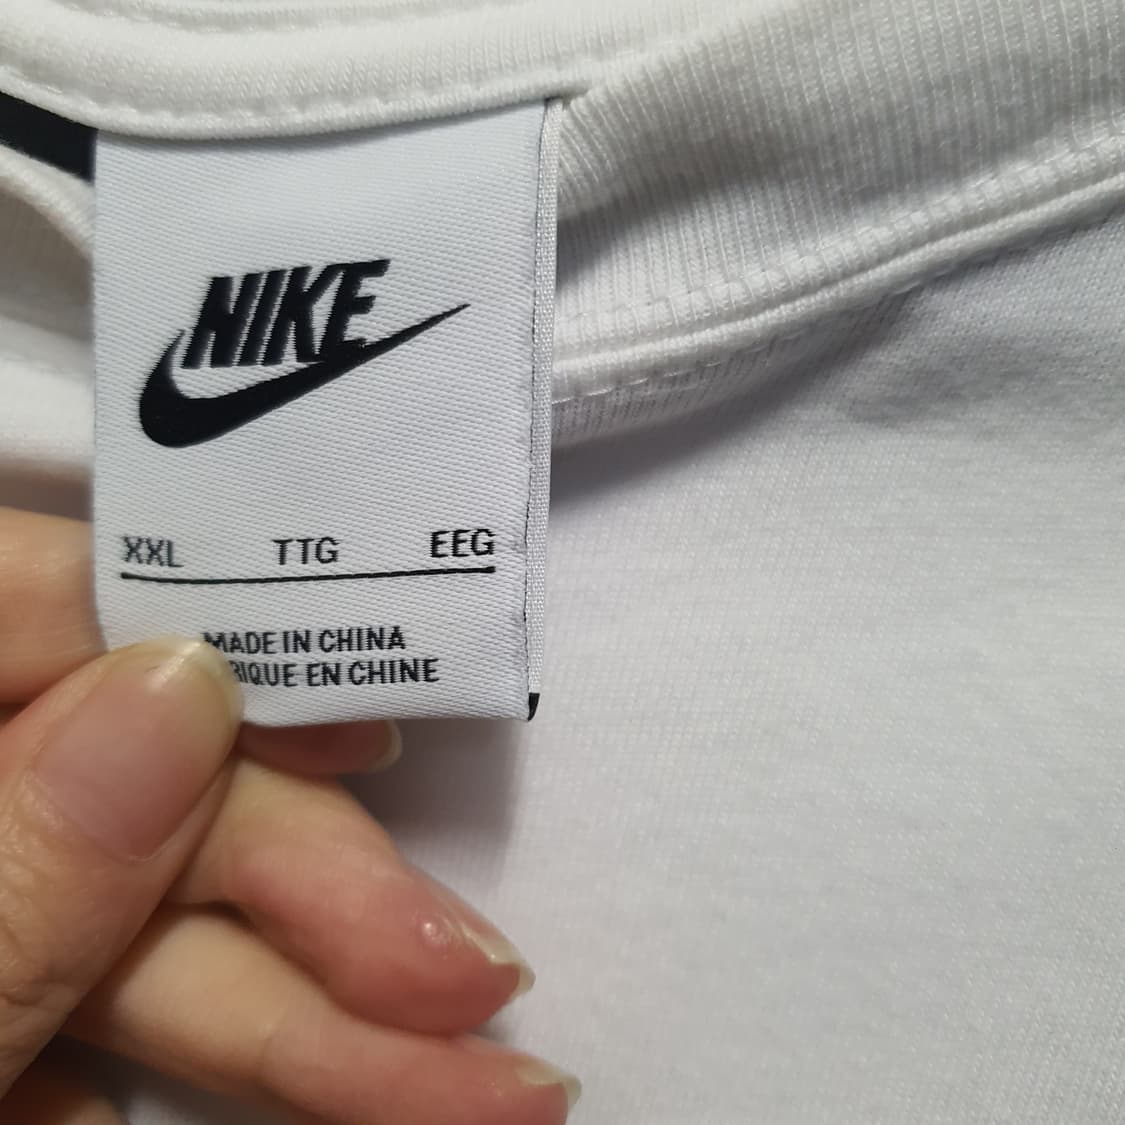 NIKE
XXL TTG EEG
MADE IN CHINA
EN CHINE